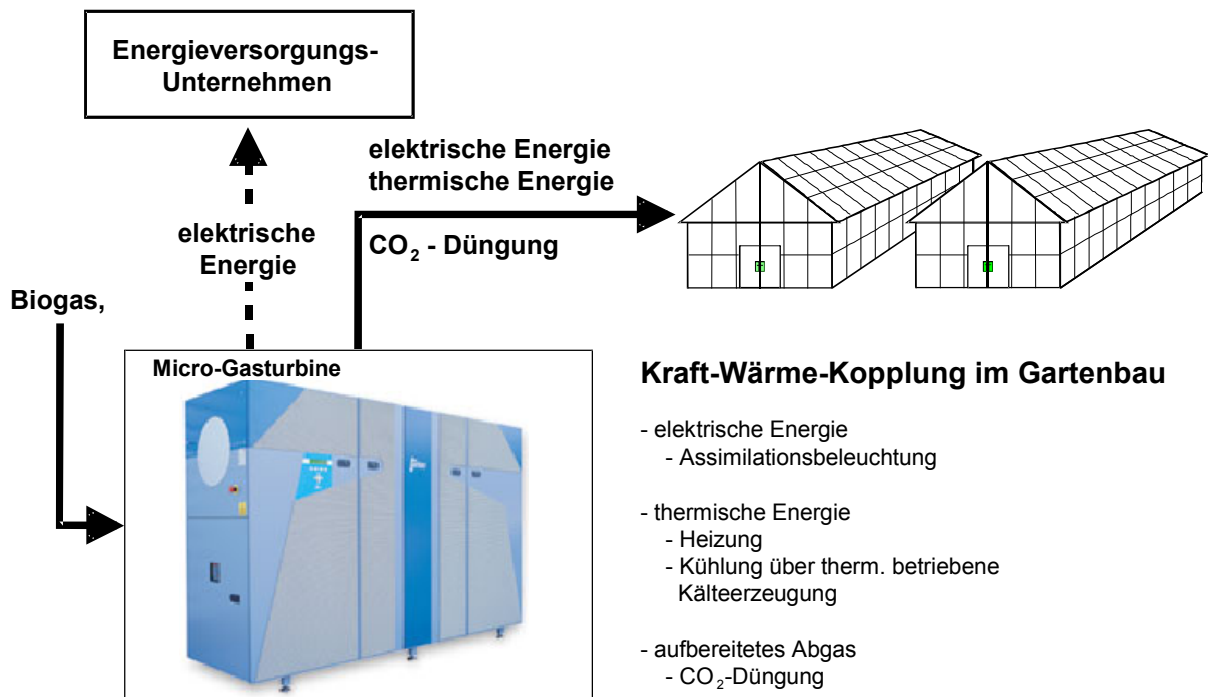 Energieversorgungs-
Unternehmen
elektrische Energie
thermische Energie
CO₂ - Düngung
elektrische
Energie
Biogas,
Micro-Gasturbine
Kraft-Wärme-Kopplung im Gartenbau
- elektrische Energie
- Assimilationsbeleuchtung
- thermische Energie
- Heizung
- Kühlung über therm. betriebene
Kälteerzeugung
- aufbereitetes Abgas
- CO₂-Düngung